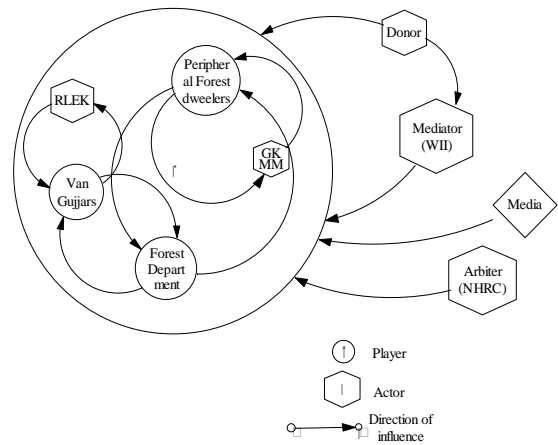 Donor
Peripher
al Forest
dweelers
RLEK
GK
MM
Mediator
(WII)
Van
Gujjars
Media
Forest
Depart
ment
Arbiter
(NHRC)
Player
Actor
Direction of
influence